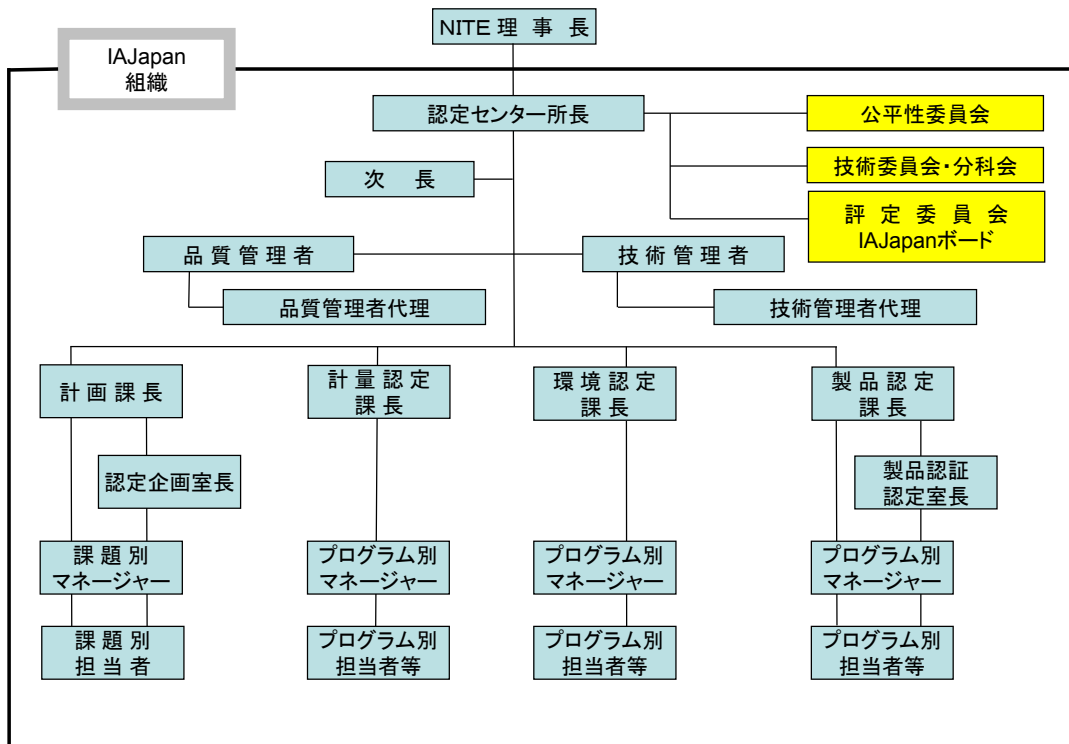 NITE 理 事 長
IAJapan
組織
認定センター所長
公平性委員会
技術委員会・分科会
次 長
評 定 委 員 会
IAJapanボード
品 質 管 理 者
技 術 管 理 者
品質管理者代理
技術管理者代理
計 画 課 長
計 量 認 定
課 長
環 境 認 定
課 長
製 品 認 定
課 長
認定企画室長
製品認証
認定室長
課 題 別
マネージャー
プログラム別
マネージャー
プログラム別
マネージャー
プログラム別
マネージャー
課 題 別
担 当 者
プログラム別
担当者等
プログラム別
担当者等
プログラム別
担当者等